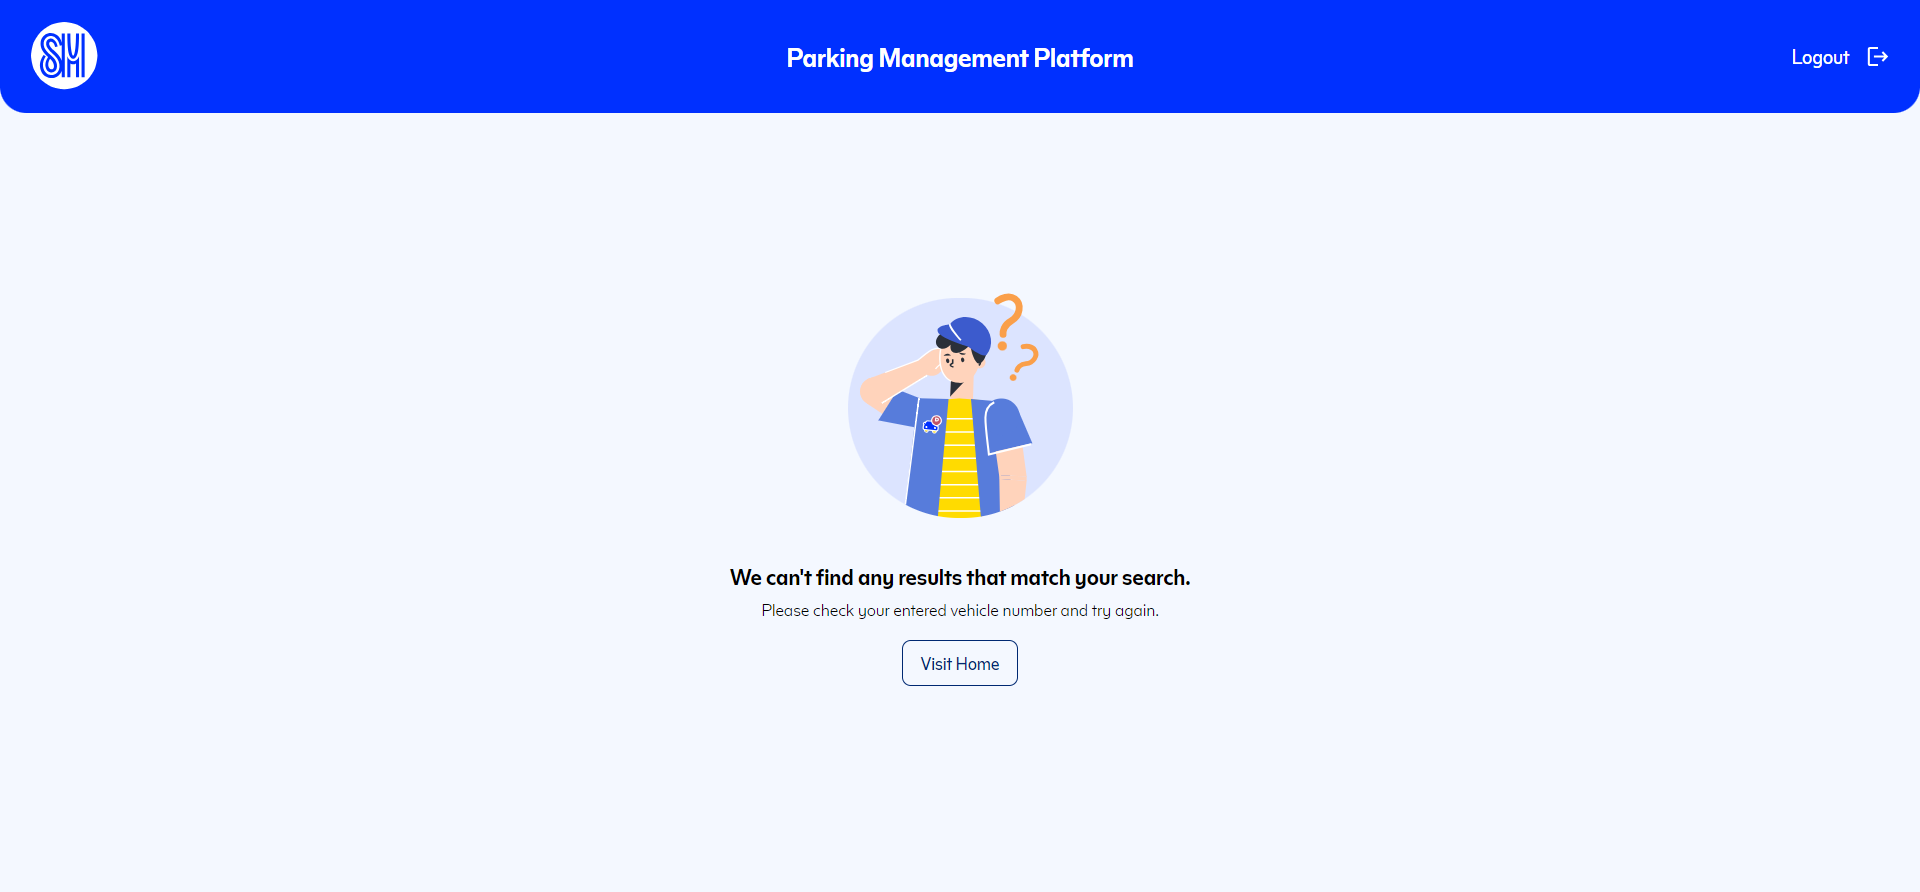 SM
Parking Management Platform
Logout
We can't find any results that match your search.
Please check your entered vehicle number and try again.
Visit Home